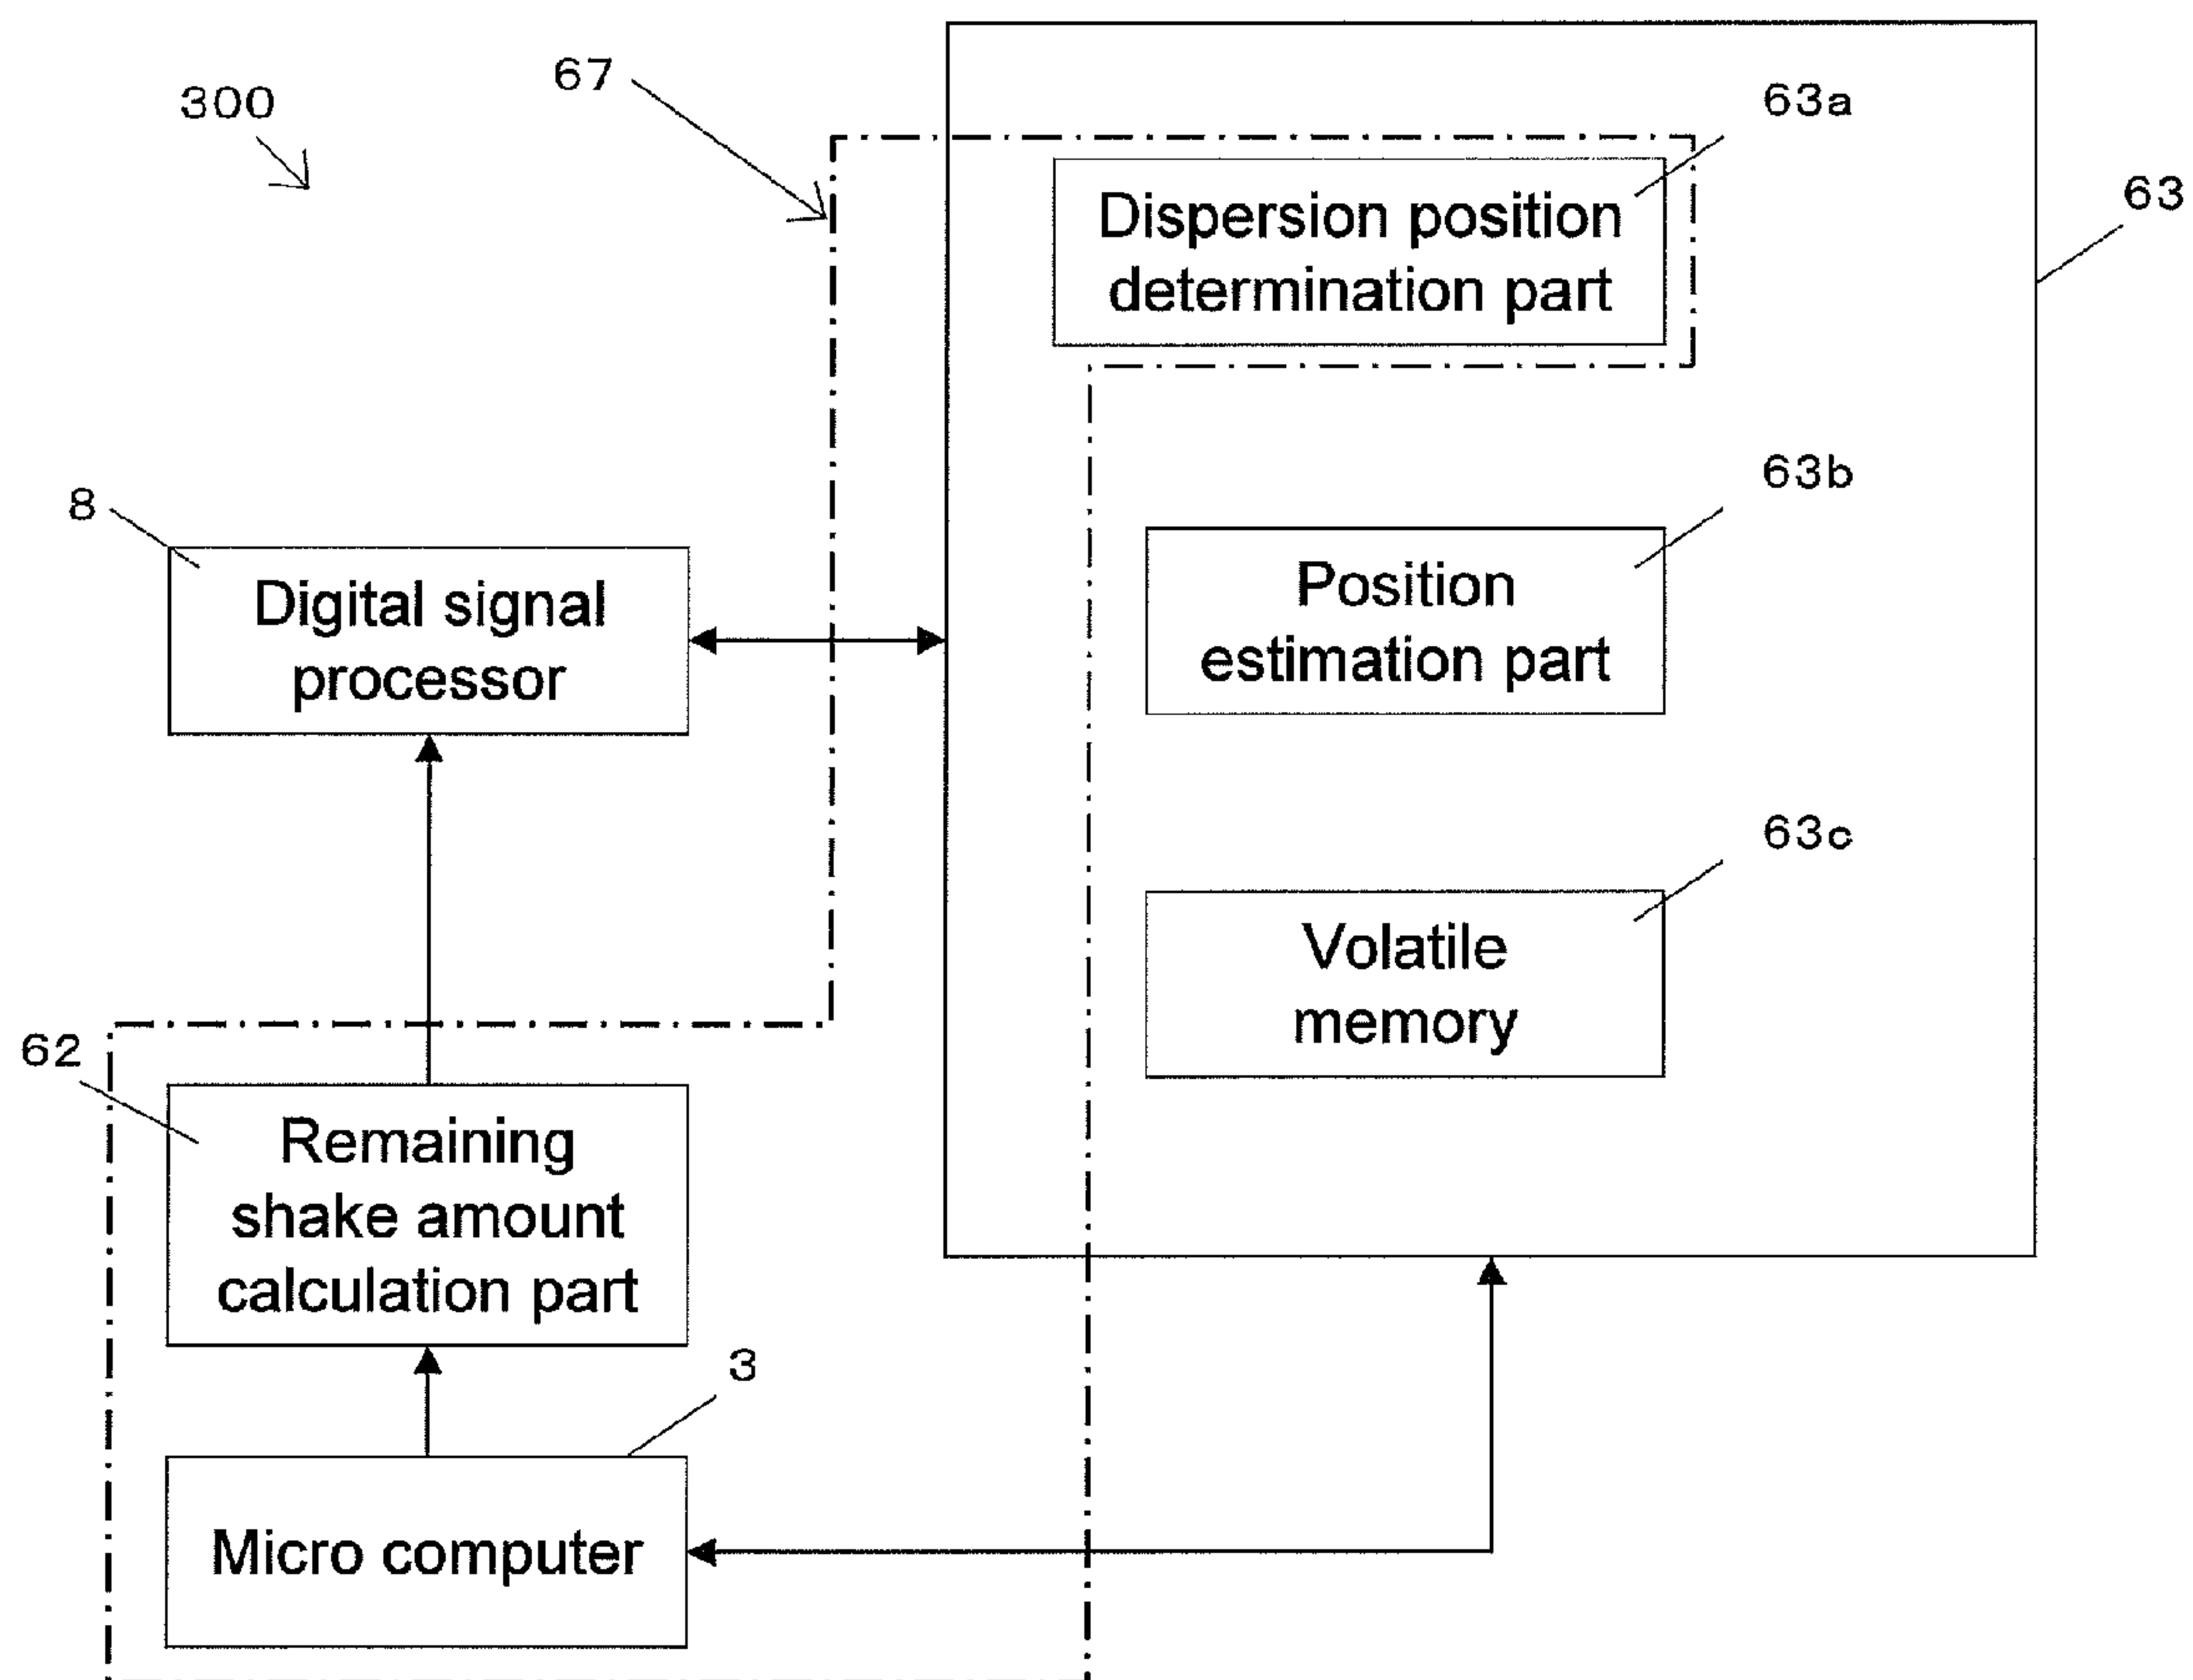 300
67
63a
63
Dispersion position
determination part
8
Digital signal
processor
63b
Position
estimation part
63c
Volatile
memory
62
Remaining
shake amount
calculation part
3
Micro computer